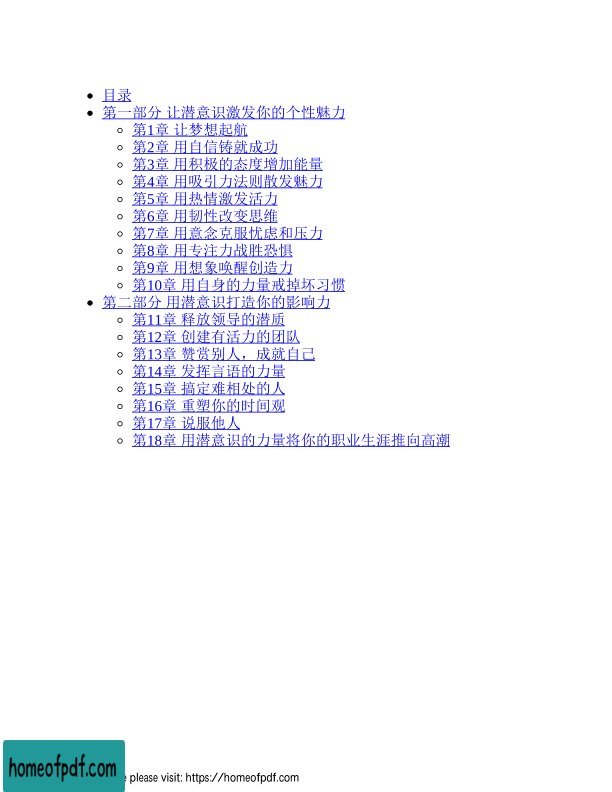 目录
第一部分 让潜意识激发你的个性魅力
第1章 让梦想起航
第2章 用自信铸就成功
第3章 用积极的态度增加能量
第4章 用吸引力法则散发魅力
第5章 用热情激发活力
第6章 用韧性改变思维
第7章 用意念克服忧虑和压力
第8章 用专注力战胜恐惧
第9章 用想象唤醒创造力
第10章 用自身的力量戒掉坏习惯
第二部分 用潜意识打造你的影响力
第11章 释放领导的潜质
第12章 创建有活力的团队
第13章 赞赏别人，成就自己
第14章 发挥言语的力量
第15章 搞定难相处的人
第16章 重塑你的时间观
第17章 说服他人
第18章 用潜意识的力量将你的职业生涯推向高潮
homeofpdf.com
please visit: https://homeofpdf.com